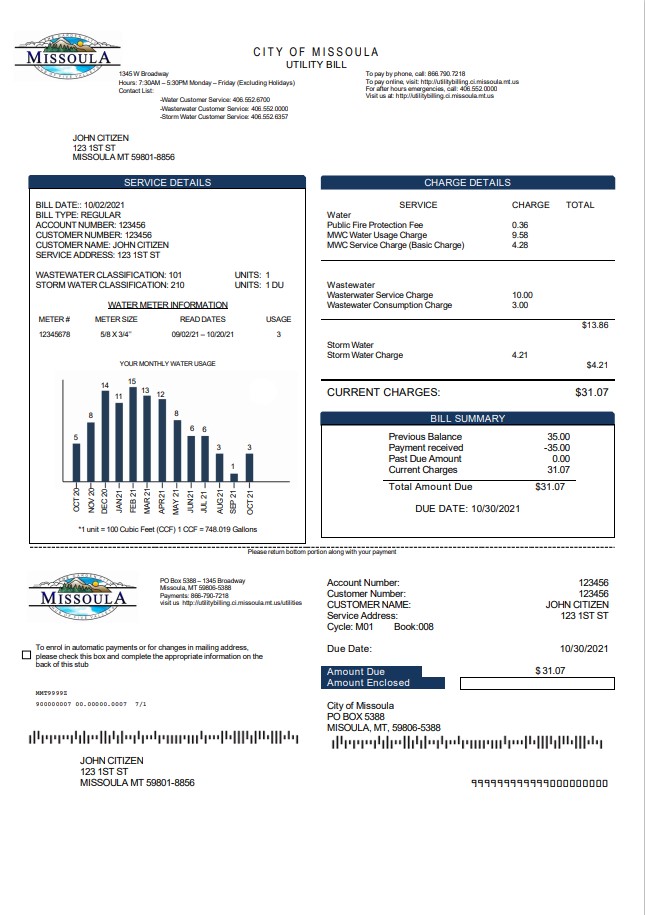 MISSOULA
CITY OF MISSOULA
UTILITY BILL
1345 W Broadway
Hours: 7:30AM – 5:30PM Monday – Friday (Excluding Holidays)
Contact List:
-Water Customer Service: 406.552.6700
-Wasterwater Customer Service: 406.552.0000
-Storm Water Customer Service: 406.552.6357
To pay by phone, call: 866.790.7218
To pay online, visit: http://utilitybilling.ci.missoula.mt.us
For after hours emergencies, call: 406.552.0000
Visit us at: http://utilitybilling.ci.missoula.mt.us
JOHN CITIZEN
123 1ST ST
MISSOULA MT 59801-8856
SERVICE DETAILS
BILL DATE:: 10/02/2021
BILL TYPE: REGULAR
ACCOUNT NUMBER: 123456
CUSTOMER NUMBER: 123456
CUSTOMER NAME: JOHN CITIZEN
SERVICE ADDRESS: 123 1ST ST
WASTEWATER CLASSIFICATION: 101 UNITS: 1
STORM WATER CLASSIFICATION: 210 UNITS: 1 DU
WATER METER INFORMATION
METER # METER SIZE READ DATES USAGE
12345678 5/8 X 3/4" 09/02/21 – 10/20/21 3
YOUR MONTHLY WATER USAGE
5 8 14 11 15 13 12 8 6 6 3 1 3
OCT 20 NOV 20 DEC 20 JAN 21 FEB 21 MAR 21 APR 21 MAY 21 JUN 21 JUL 21 AUG 21 SEP 21 OCT 21
*1 unit = 100 Cubic Feet (CCF) 1 CCF = 748.019 Gallons
CHARGE DETAILS
SERVICE CHARGE TOTAL
Water
Public Fire Protection Fee 0.36
MWC Water Usage Charge 9.58
MWC Service Charge (Basic Charge) 4.28
Wastewater
Wasterwater Service Charge 10.00
Wastewater Consumption Charge 3.00
$13.86
Storm Water
Storm Water Charge 4.21
$4.21
CURRENT CHARGES: $31.07
BILL SUMMARY
Previous Balance 35.00
Payment received -35.00
Past Due Amount 0.00
Current Charges 31.07
Total Amount Due $31.07
DUE DATE: 10/30/2021
Please return bottom portion along with your payment
MISSOULA
PO Box 5388 – 1345 Broadway
Missoula, MT 59806-5388
Payments: 866-790-7218
visit us http://utilitybilling.ci.missoula.mt.us/utilities
To enrol in automatic payments or for changes in mailing address,
please check this box and complete the appropriate information on the
back of this stub
MMT9999Z
900000007 00.00000.0007 7/1
JOHN CITIZEN
123 1ST ST
MISSOULA MT 59801-8856
Account Number: 123456
Customer Number: 123456
CUSTOMER NAME: JOHN CITIZEN
Service Address: 123 1ST ST
Cycle: M01 Book:008
Due Date: 10/30/2021
Amount Due $ 31.07
Amount Enclosed
City of Missoula
PO BOX 5388
MISOULA, MT, 59806-5388